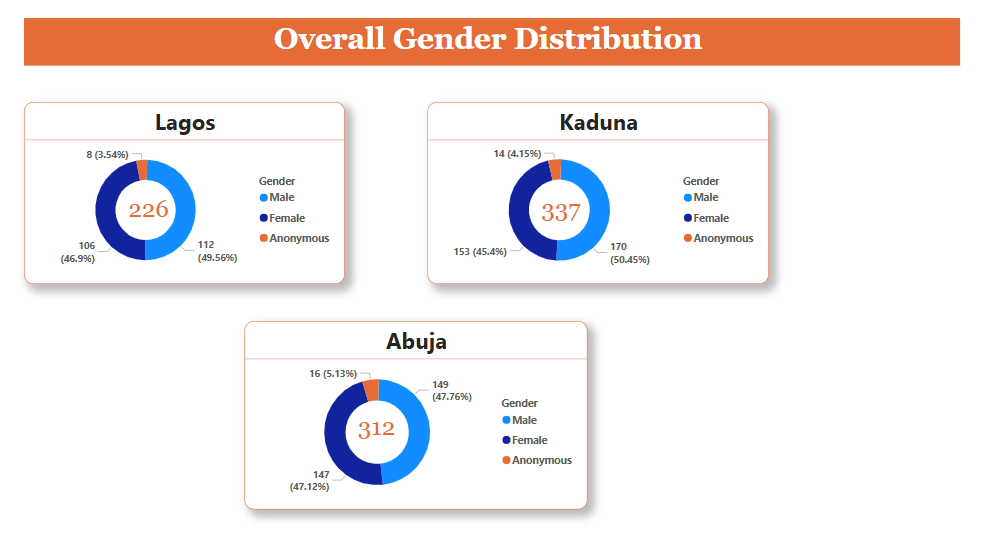 Overall Gender Distribution
Lagos
8 (3.54%)
226
106
(46.9%)
112
(49.56%)
Gender
Male
Female
Anonymous
Kaduna
14 (4.15%)
337
153 (45.4%)
170
(50.45%)
Gender
Male
Female
Anonymous
Abuja
16 (5.13%)
149
(47.76%)
312
147
(47.12%)
Gender
Male
Female
Anonymous